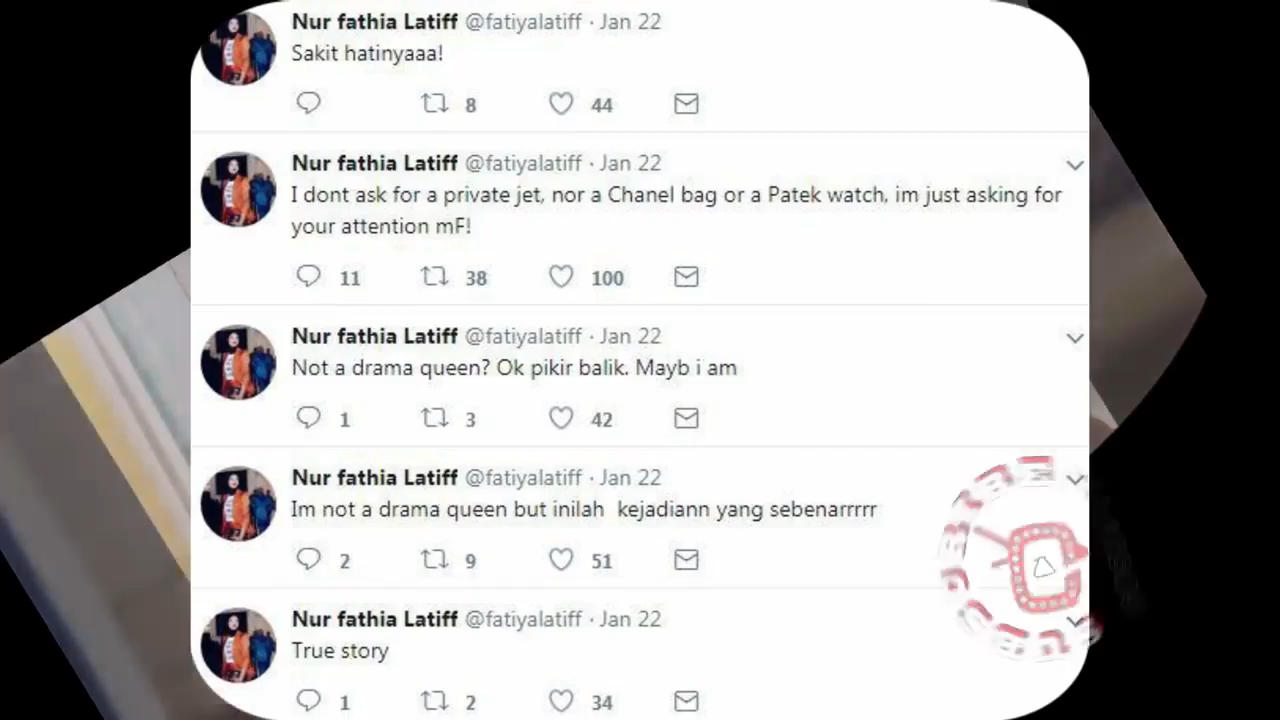 Nur fathia Latiff @fatiyalatiff · Jan 22
Sakit hatinyaaa!
8 44
Nur fathia Latiff @fatiyalatiff · Jan 22
I dont ask for a private jet, nor a Chanel bag or a Patek watch, im just asking for
your attention mF!
11 38 100
Nur fathia Latiff @fatiyalatiff · Jan 22
Not a drama queen? Ok pikir balik. Mayb i am
1 3 42
Nur fathia Latiff @fatiyalatiff · Jan 22
Im not a drama queen but inilah  kejadiann yang sebenarrrrr
2 9 51
Nur fathia Latiff @fatiyalatiff · Jan 22
True story
1 2 34